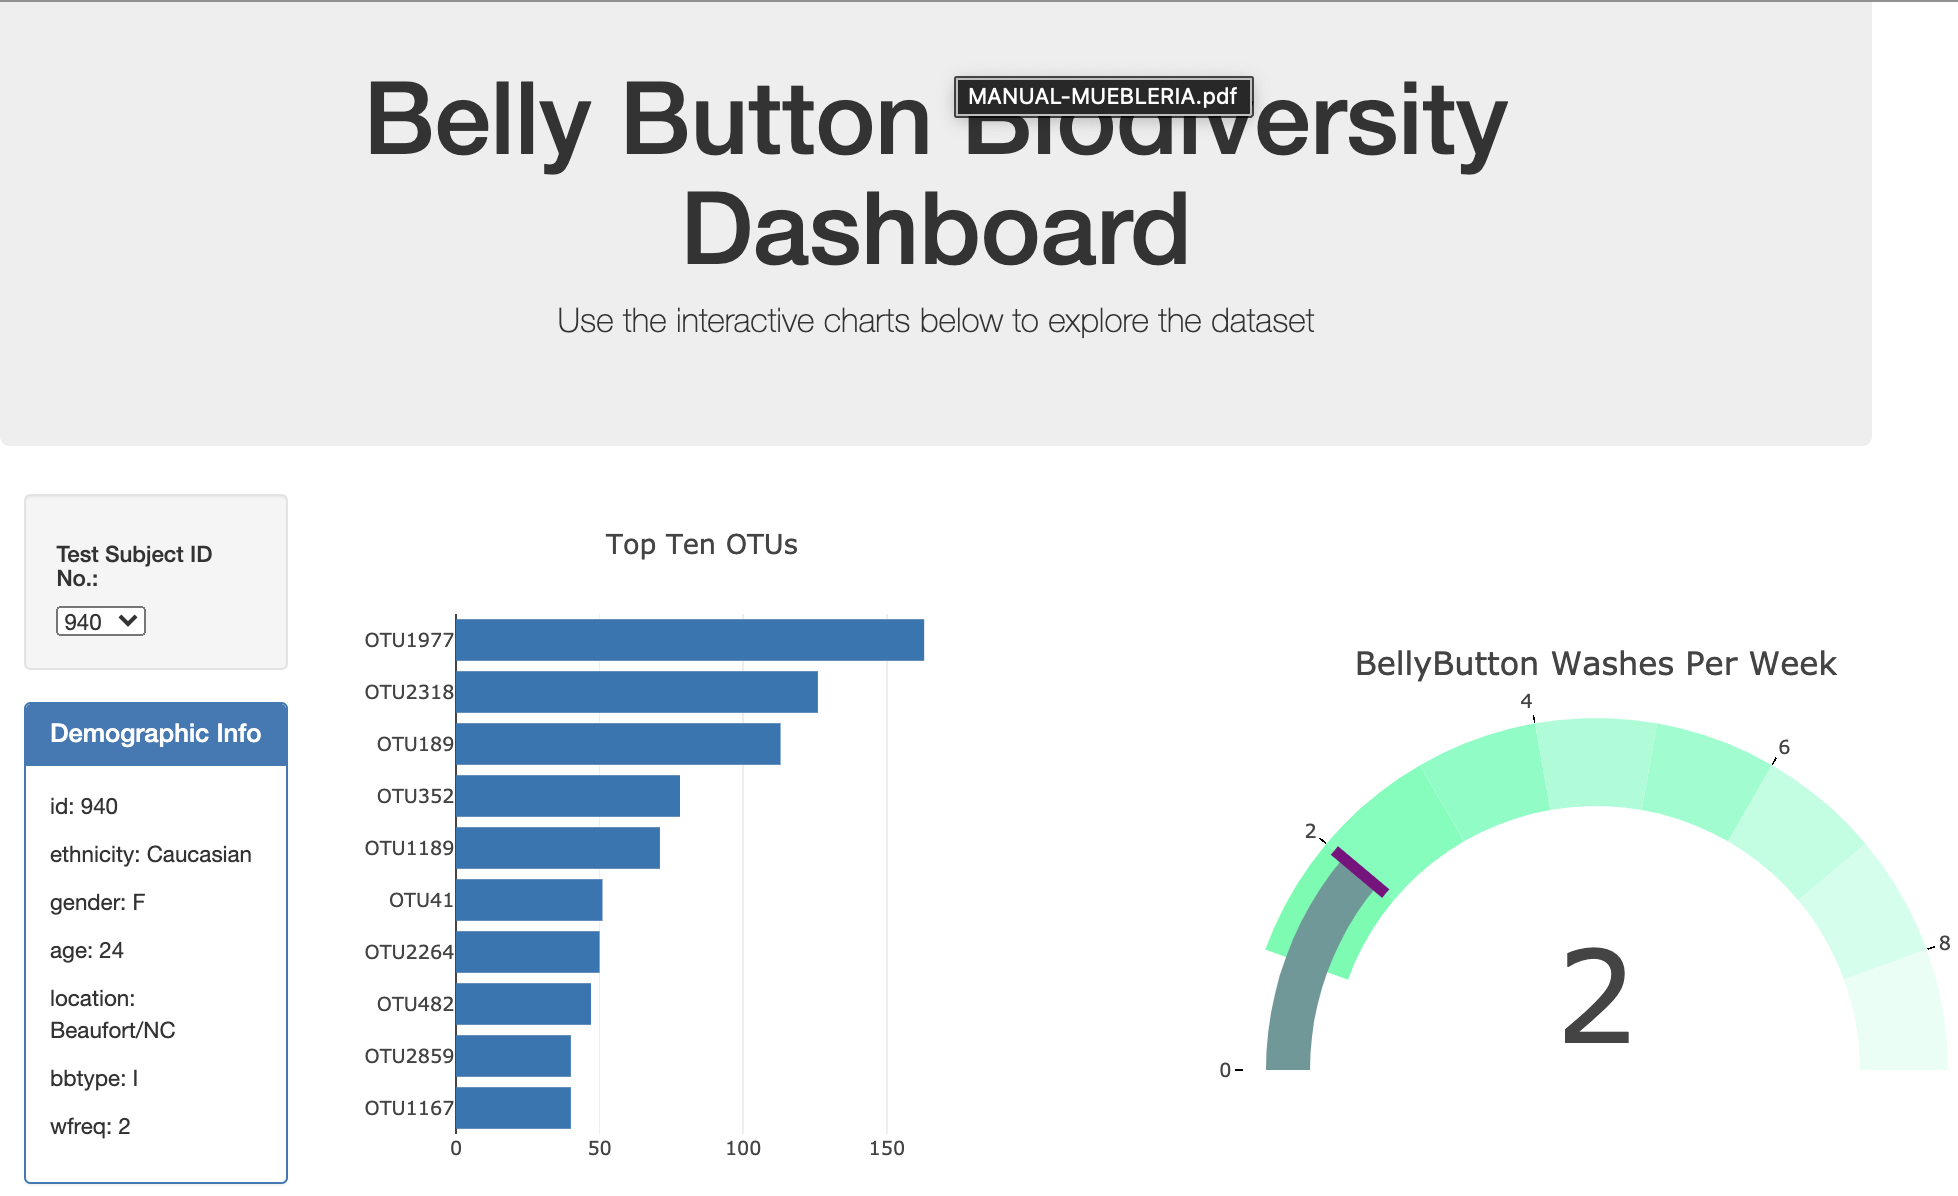 Belly Button Biodiversity
MANUAL-MUEBLERIA.pdf
Dashboard
Use the interactive charts below to explore the dataset
Test Subject ID
No.:
940
Demographic Info
id: 940
ethnicity: Caucasian
gender: F
age: 24
location:
Beaufort/NC
bbtype: I
wfreq: 2
Top Ten OTUs
OTU1977
OTU2318
OTU189
OTU352
OTU1189
OTU41
OTU2264
OTU482
OTU2859
OTU1167
0 50 100 150
BellyButton Washes Per Week
0
2
4
6
8
2